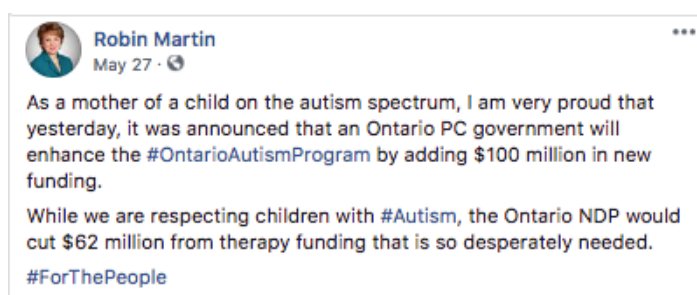 Robin Martin
May 27 ·
As a mother of a child on the autism spectrum, I am very proud that
yesterday, it was announced that an Ontario PC government will
enhance the #OntarioAutismProgram by adding $100 million in new
funding.
While we are respecting children with #Autism, the Ontario NDP would
cut $62 million from therapy funding that is so desperately needed.
#ForThePeople